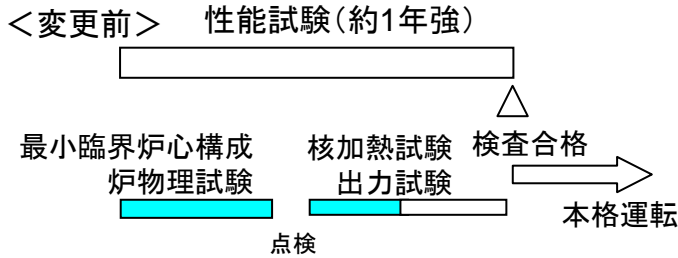 ＜変更前＞ 性能試験（約1年強）
最小臨界炉心構成 核加熱試験 検査合格
炉物理試験 出力試験
本格運転
点検